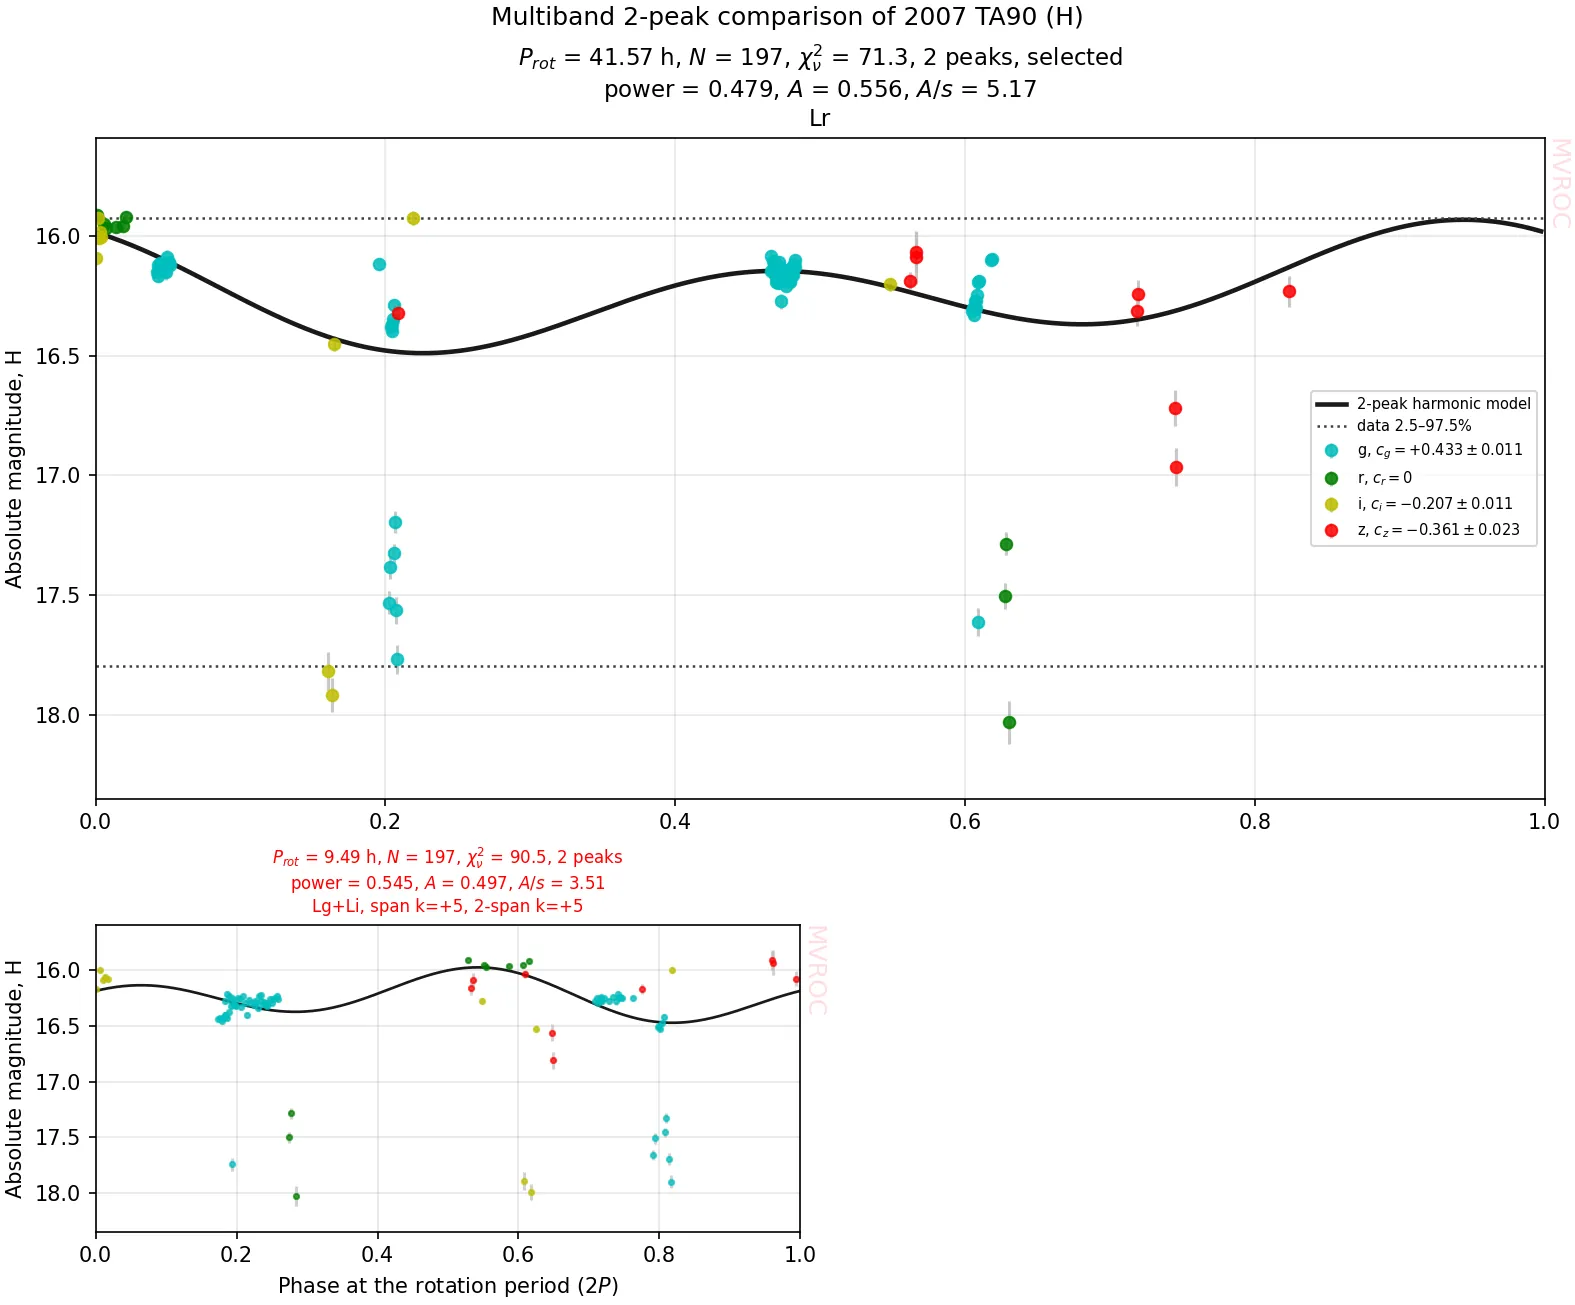 Multiband 2-peak comparison of 2007 TA90 (H)
P_rot = 41.57 h, N = 197, χ²_ν = 71.3, 2 peaks, selected
power = 0.479, A = 0.556, A/s = 5.17
Lr
MVROC
Absolute magnitude, H
16.0
16.5
17.0
17.5
18.0
2-peak harmonic model
data 2.5–97.5%
g, c_g = +0.433 ± 0.011
r, c_r = 0
i, c_i = −0.207 ± 0.011
z, c_z = −0.361 ± 0.023
0.0 0.2 0.4 0.6 0.8 1.0
P_rot = 9.49 h, N = 197, χ²_ν = 90.5, 2 peaks
power = 0.545, A = 0.497, A/s = 3.51
Lg+Li, span k=+5, 2-span k=+5
MVROC
Absolute magnitude, H
16.0
16.5
17.0
17.5
18.0
0.0 0.2 0.4 0.6 0.8 1.0
Phase at the rotation period (2P)